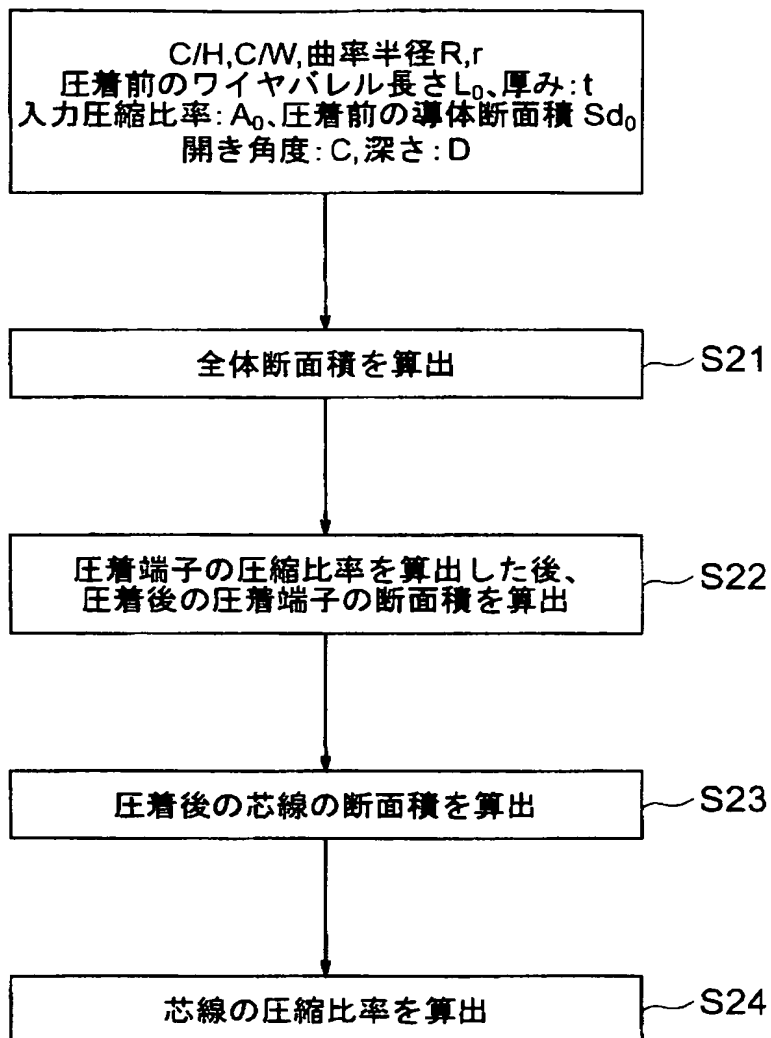 C/H,C/W,曲率半径R,r
圧着前のワイヤバレル長さL₀、厚み:t
入力圧縮比率:A₀、圧着前の導体断面積Sd₀
開き角度:C,深さ:D
全体断面積を算出
S21
圧着端子の圧縮比率を算出した後、
圧着後の圧着端子の断面積を算出
S22
圧着後の芯線の断面積を算出
S23
芯線の圧縮比率を算出
S24